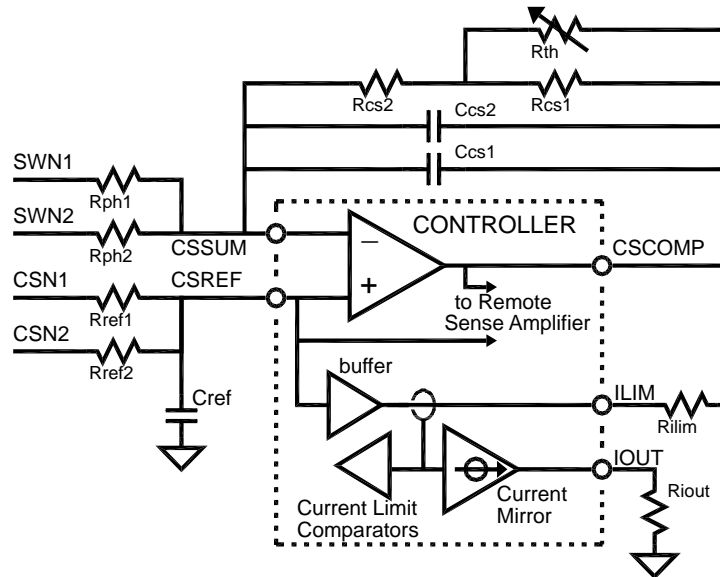 Rth
Rcs2
Rcs1
Ccs2
Ccs1
SWN1
Rph1
SWN2
Rph2
CSSUM
CONTROLLER
CSCOMP
CSN1
CSREF
Rref1
to Remote
Sense Amplifier
CSN2
Rref2
buffer
Cref
ILIM
Rilim
IOUT
Current Limit
Comparators
Current
Mirror
Riout